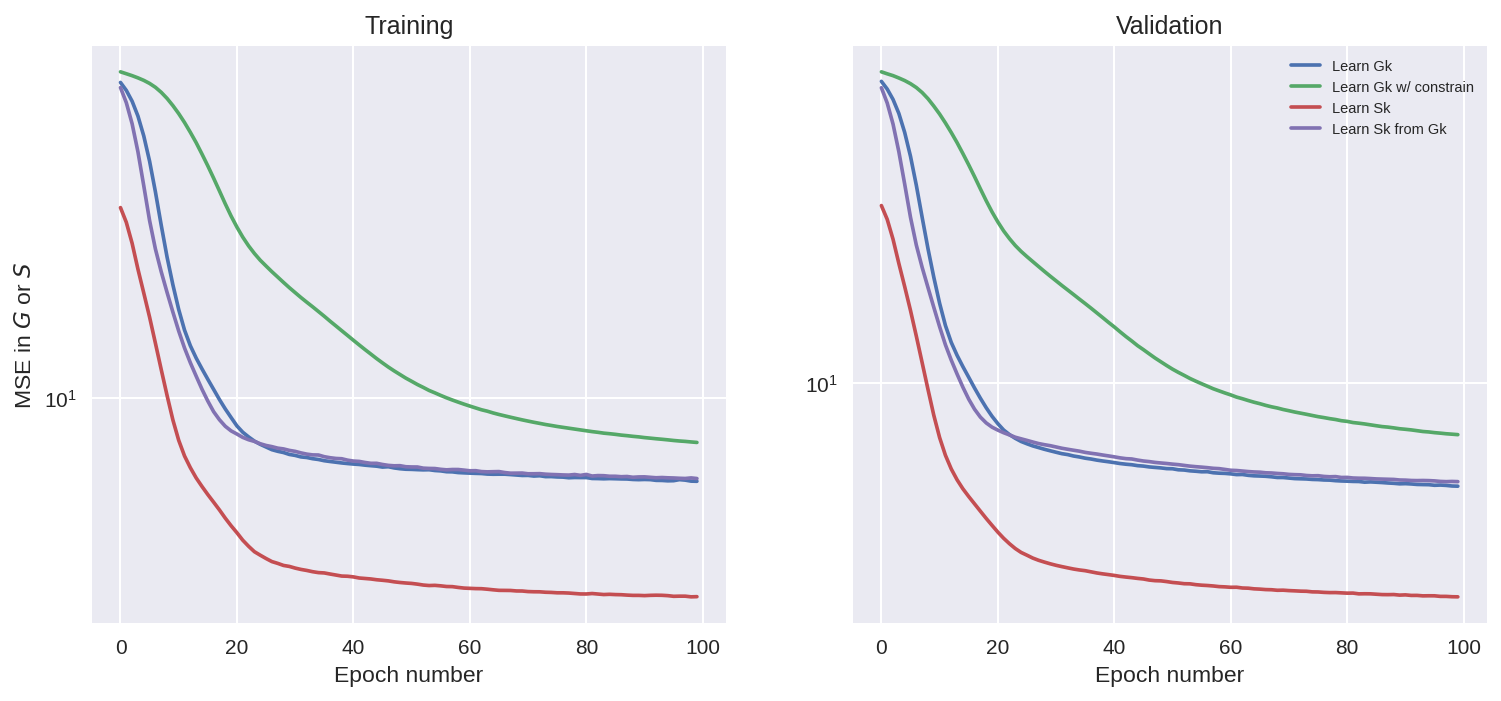 Training
MSE in G or S
10¹
0 20 40 60 80 100
Epoch number
Validation
Learn Gk
Learn Gk w/ constrain
Learn Sk
Learn Sk from Gk
10¹
0 20 40 60 80 100
Epoch number